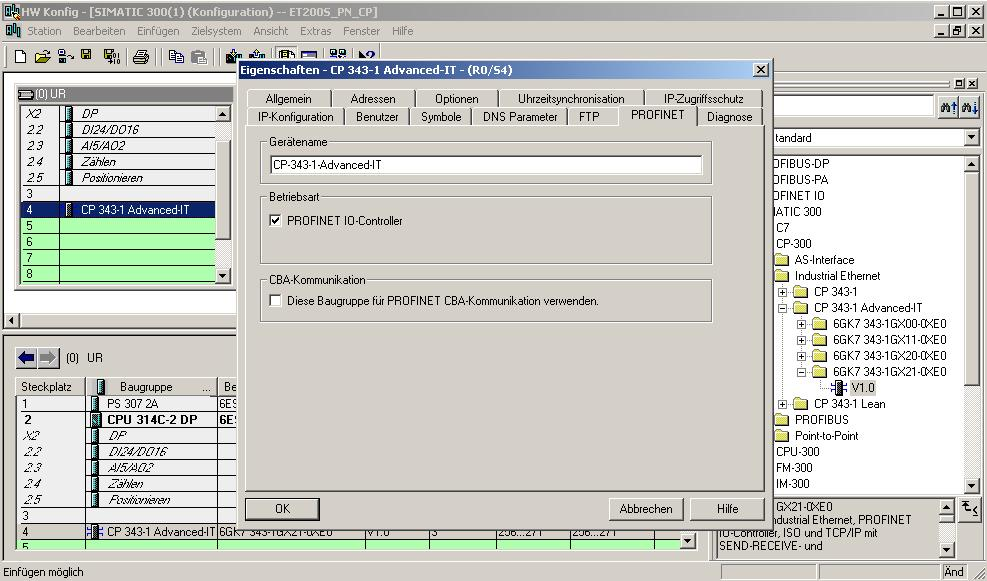 HW Konfig - [SIMATIC 300(1) (Konfiguration) -- ET200S_PN_CP]
Station Bearbeiten Einfügen Zielsystem Ansicht Extras Fenster Hilfe
(0) UR
X2 DP
2.2 DI24/DO16
2.3 AI5/AO2
2.4 Zählen
2.5 Positionieren
3
4 CP 343-1 Advanced-IT
5
6
7
8
Eigenschaften - CP 343-1 Advanced-IT - (R0/S4)
Allgemein Adressen Optionen Uhrzeitsynchronisation IP-Zugriffsschutz
IP-Konfiguration Benutzer Symbole DNS Parameter FTP PROFINET Diagnose
Gerätename
CP-343-1-Advanced-IT
Betriebsart
PROFINET IO-Controller
CBA-Kommunikation
Diese Baugruppe für PROFINET CBA-Kommunikation verwenden.
OK Abbrechen Hilfe
tandard
OFIBUS-DP
OFIBUS-PA
OFINET IO
MATIC 300
C7
CP-300
AS-Interface
Industrial Ethernet
CP 343-1
CP 343-1 Advanced-IT
6GK7 343-1GX00-0XE0
6GK7 343-1GX11-0XE0
6GK7 343-1GX20-0XE0
6GK7 343-1GX21-0XE0
V1.0
CP 343-1 Lean
PROFIBUS
Point-to-Point
CPU-300
FM-300
IM-300
GX21-0XE0
ndustrial Ethernet, PROFINET
IO-Controller, ISO und TCP/IP mit
SEND-RECEIVE- und
(0) UR
Steckplatz Baugruppe ... Be
1 PS 307 2A 6ES
2 CPU 314C-2 DP 6ES
X2 DP
2.2 DI24/DO16
2.3 AI5/AO2
2.4 Zählen
2.5 Positionieren
3
4 CP 343-1 Advanced-IT 6GK7 343-1GX21-0XE0 V1.0 3 256...271 256...271
5
Einfügen möglich Änd